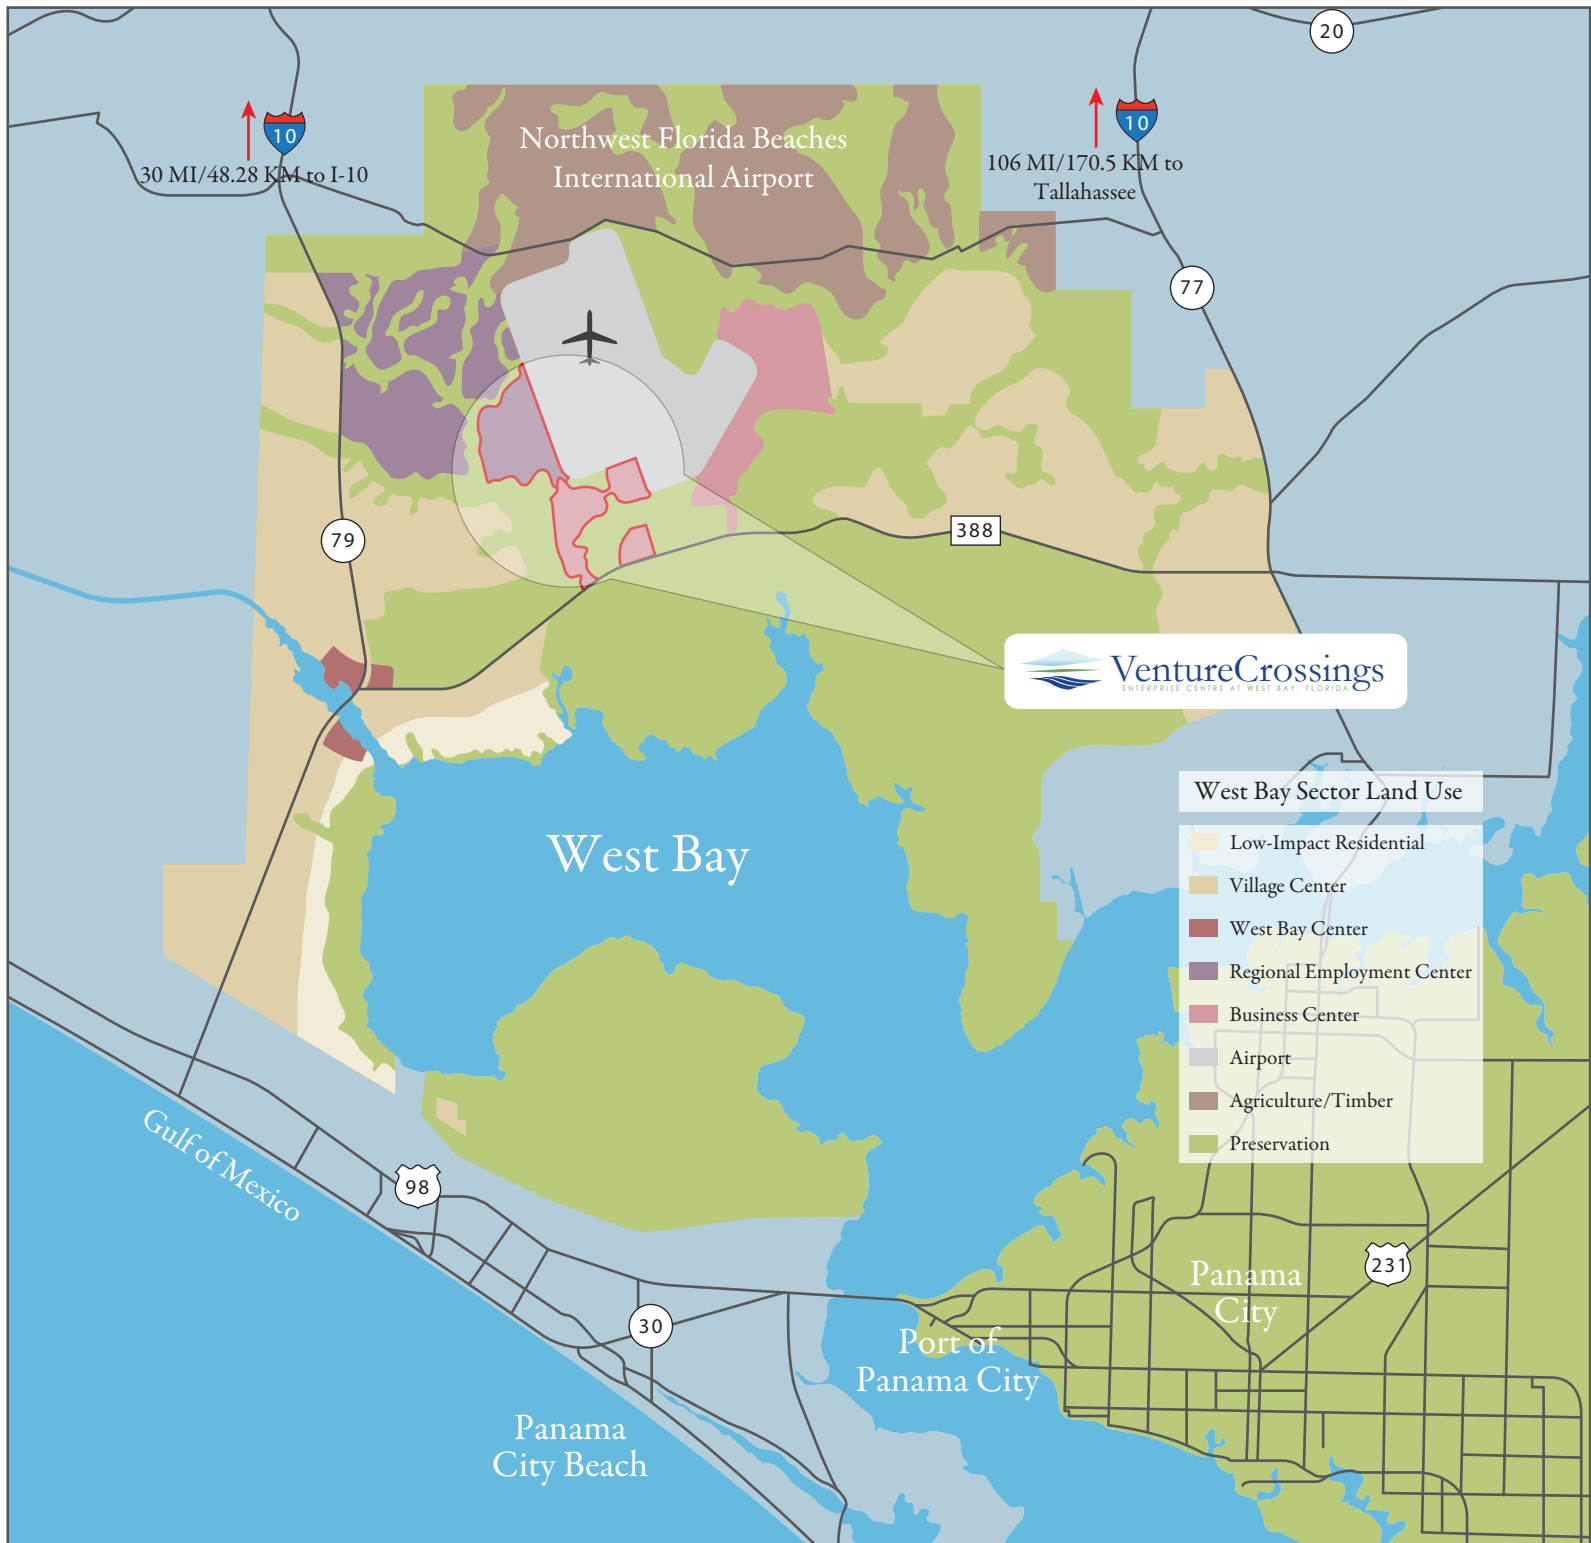 20
10
10
30 MI/48.28 KM to I-10
Northwest Florida Beaches
International Airport
106 MI/170.5 KM to
Tallahassee
77
79
388
VentureCrossings
ENTERPRISE CENTRE AT WEST BAY, FLORIDA
West Bay Sector Land Use
Low-Impact Residential
Village Center
West Bay Center
Regional Employment Center
Business Center
Airport
Agriculture/Timber
Preservation
West Bay
Gulf of Mexico
98
231
Panama
City
30
Port of
Panama City
Panama
City Beach